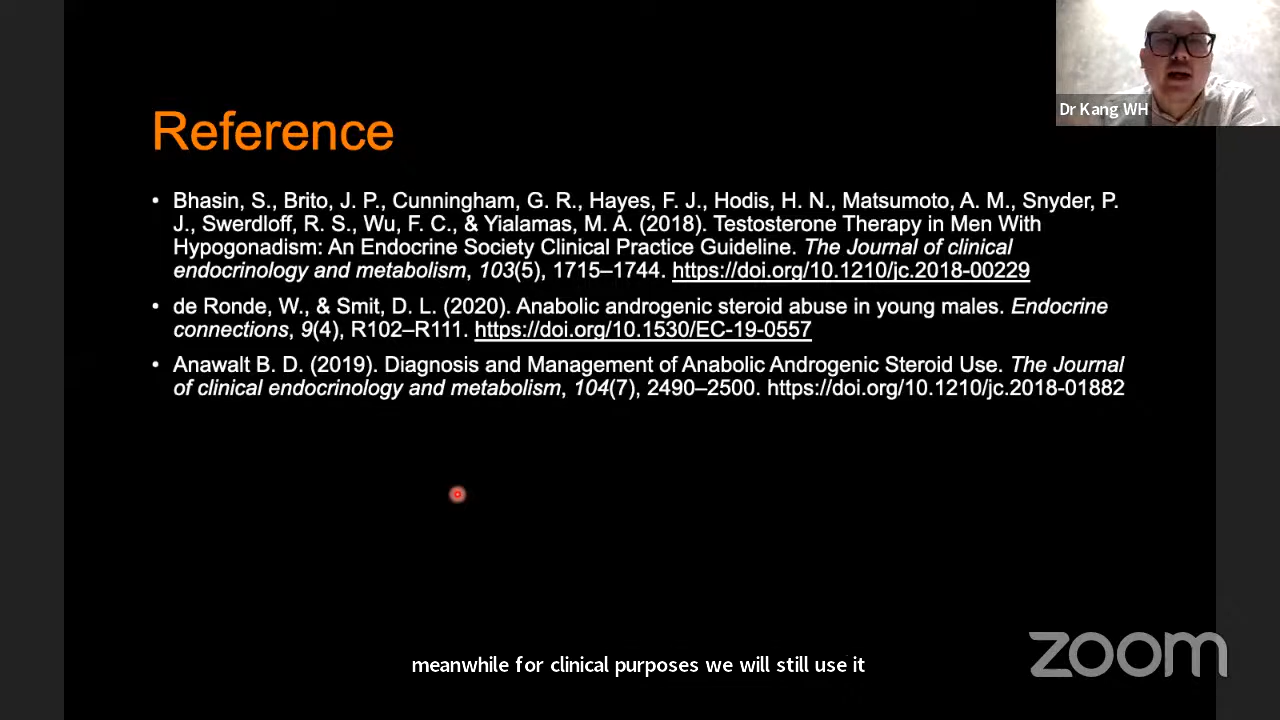 Dr Kang WH
Reference
• Bhasin, S., Brito, J. P., Cunningham, G. R., Hayes, F. J., Hodis, H. N., Matsumoto, A. M., Snyder, P.
J., Swerdloff, R. S., Wu, F. C., & Yialamas, M. A. (2018). Testosterone Therapy in Men With
Hypogonadism: An Endocrine Society Clinical Practice Guideline. The Journal of clinical
endocrinology and metabolism, 103(5), 1715–1744. https://doi.org/10.1210/jc.2018-00229
• de Ronde, W., & Smit, D. L. (2020). Anabolic androgenic steroid abuse in young males. Endocrine
connections, 9(4), R102–R111. https://doi.org/10.1530/EC-19-0557
• Anawalt B. D. (2019). Diagnosis and Management of Anabolic Androgenic Steroid Use. The Journal
of clinical endocrinology and metabolism, 104(7), 2490–2500. https://doi.org/10.1210/jc.2018-01882
meanwhile for clinical purposes we will still use it
zoom